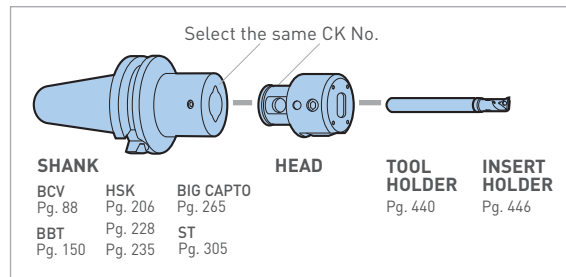 Select the same CK No.
SHANK
BCV
Pg. 88
BBT
Pg. 150
HSK
Pg. 206
Pg. 228
Pg. 235
BIG CAPTO
Pg. 265
ST
Pg. 305
HEAD
TOOL
HOLDER
Pg. 440
INSERT
HOLDER
Pg. 446